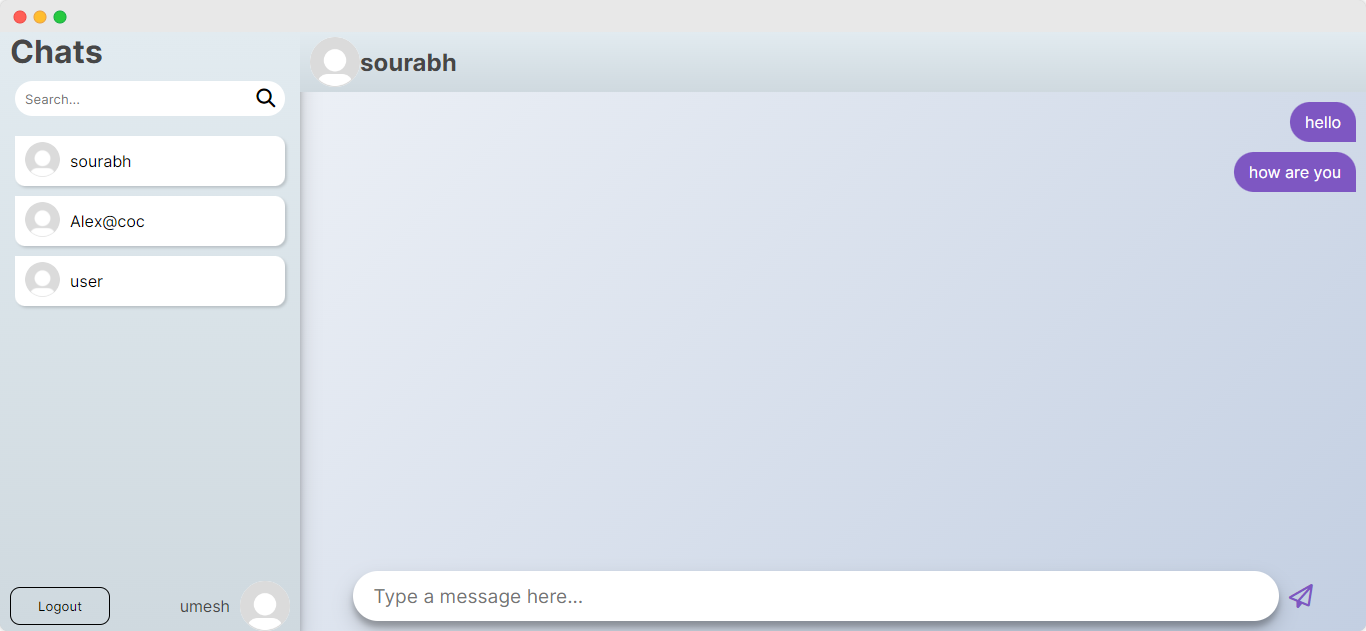 Chats
Search...
sourabh
Alex@coc
user
Logout
umesh
sourabh
hello
how are you
Type a message here...